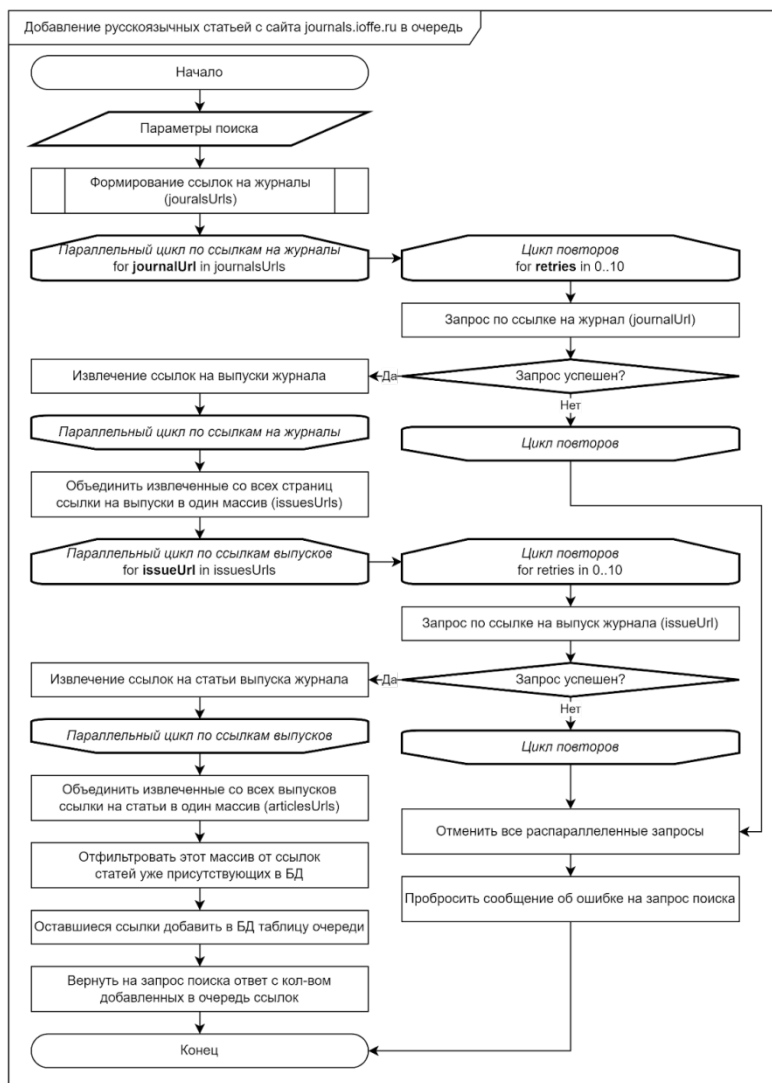 Добавление русскоязычных статьей с сайта journals.ioffe.ru в очередь
Начало
Параметры поиска
Формирование ссылок на журналы
(jouralsUrls)
Параллельный цикл по ссылкам на журналы
for journalUrl in journalsUrls
Цикл повторов
for retries in 0..10
Запрос по ссылке на журнал (journalUrl)
Запрос успешен?
Да
Нет
Извлечение ссылок на выпуски журнала
Параллельный цикл по ссылкам на журналы
Цикл повторов
Объединить извлеченные со всех страниц
ссылки на выпуски в один массив (issuesUrls)
Параллельный цикл по ссылкам выпусков
for issueUrl in issuesUrls
Цикл повторов
for retries in 0..10
Запрос по ссылке на выпуск журнала (issueUrl)
Запрос успешен?
Да
Нет
Извлечение ссылок на статьи выпуска журнала
Параллельный цикл по ссылкам выпусков
Цикл повторов
Объединить извлеченные со всех выпусков
ссылки на статьи в один массив (articlesUrls)
Отменить все распараллеленные запросы
Отфильтровать этот массив от ссылок
статей уже присутствующих в БД
Пробросить сообщение об ошибке на запрос поиска
Оставшиеся ссылки добавить в БД таблицу очереди
Вернуть на запрос поиска ответ с кол-вом
добавленных в очередь ссылок
Конец